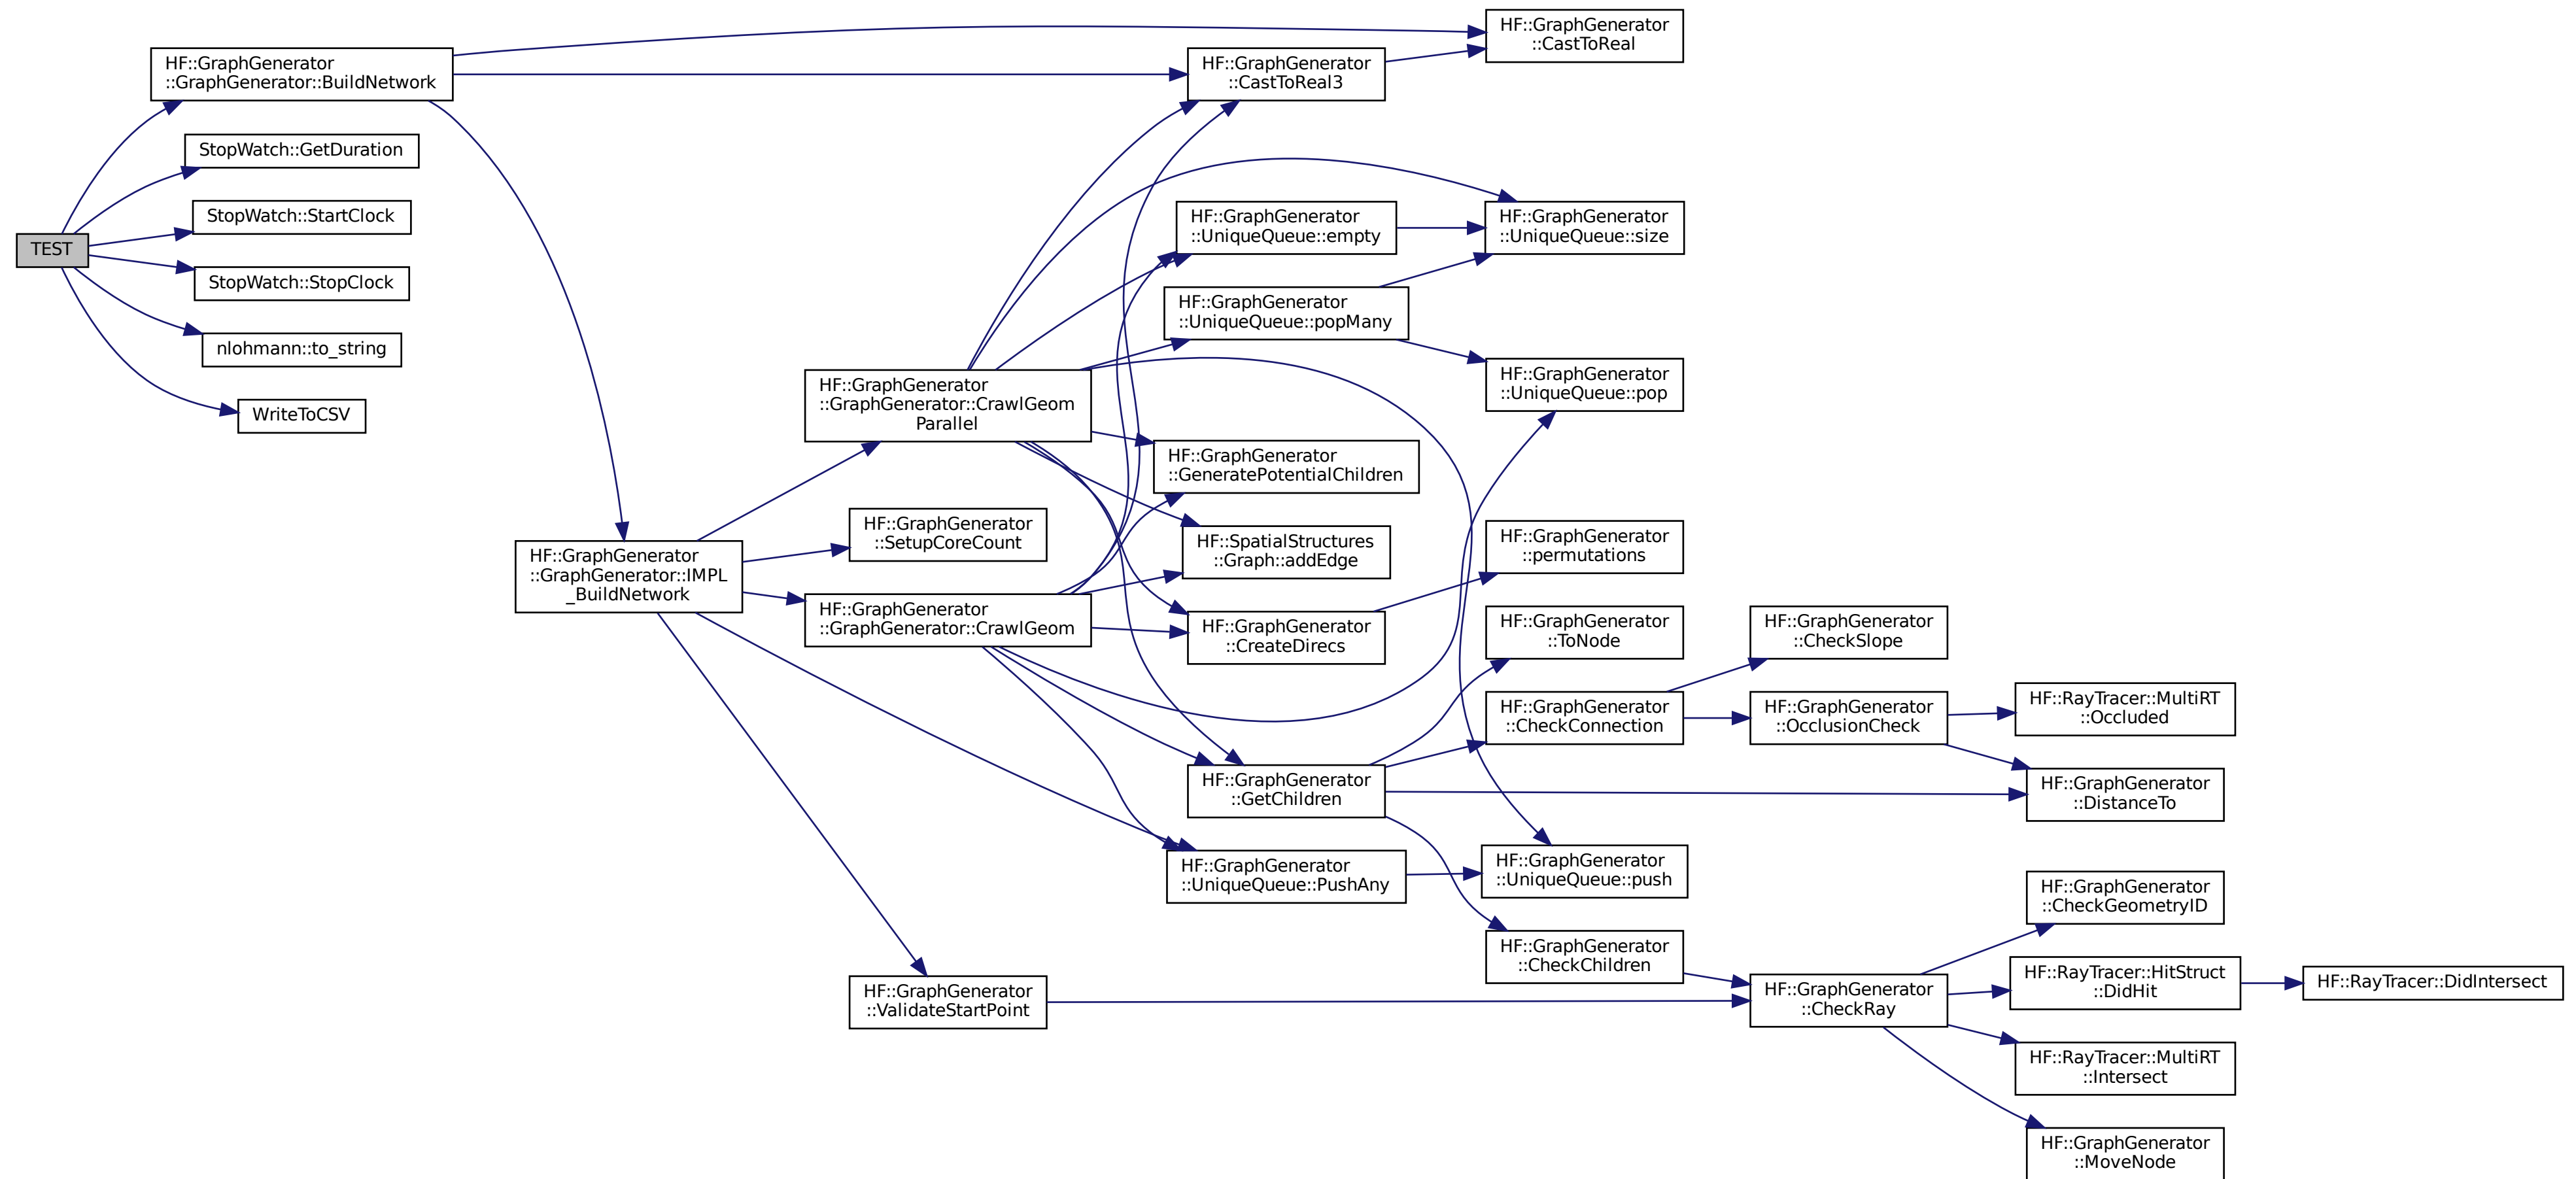 TEST
HF::GraphGenerator
::GraphGenerator::BuildNetwork
StopWatch::GetDuration
StopWatch::StartClock
StopWatch::StopClock
nlohmann::to_string
WriteToCSV
HF::GraphGenerator
::GraphGenerator::IMPL
_BuildNetwork
HF::GraphGenerator
::GraphGenerator::CrawlGeom
Parallel
HF::GraphGenerator
::SetupCoreCount
HF::GraphGenerator
::GraphGenerator::CrawlGeom
HF::GraphGenerator
::ValidateStartPoint
HF::GraphGenerator
::CastToReal3
HF::GraphGenerator
::UniqueQueue::empty
HF::GraphGenerator
::UniqueQueue::popMany
HF::GraphGenerator
::GeneratePotentialChildren
HF::SpatialStructures
::Graph::addEdge
HF::GraphGenerator
::CreateDirecs
HF::GraphGenerator
::GetChildren
HF::GraphGenerator
::UniqueQueue::PushAny
HF::GraphGenerator
::CastToReal
HF::GraphGenerator
::UniqueQueue::size
HF::GraphGenerator
::UniqueQueue::pop
HF::GraphGenerator
::permutations
HF::GraphGenerator
::ToNode
HF::GraphGenerator
::CheckConnection
HF::GraphGenerator
::UniqueQueue::push
HF::GraphGenerator
::CheckChildren
HF::GraphGenerator
::CheckSlope
HF::GraphGenerator
::OcclusionCheck
HF::GraphGenerator
::CheckRay
HF::RayTracer::MultiRT
::Occluded
HF::GraphGenerator
::DistanceTo
HF::GraphGenerator
::CheckGeometryID
HF::RayTracer::HitStruct
::DidHit
HF::RayTracer::MultiRT
::Intersect
HF::GraphGenerator
::MoveNode
HF::RayTracer::DidIntersect